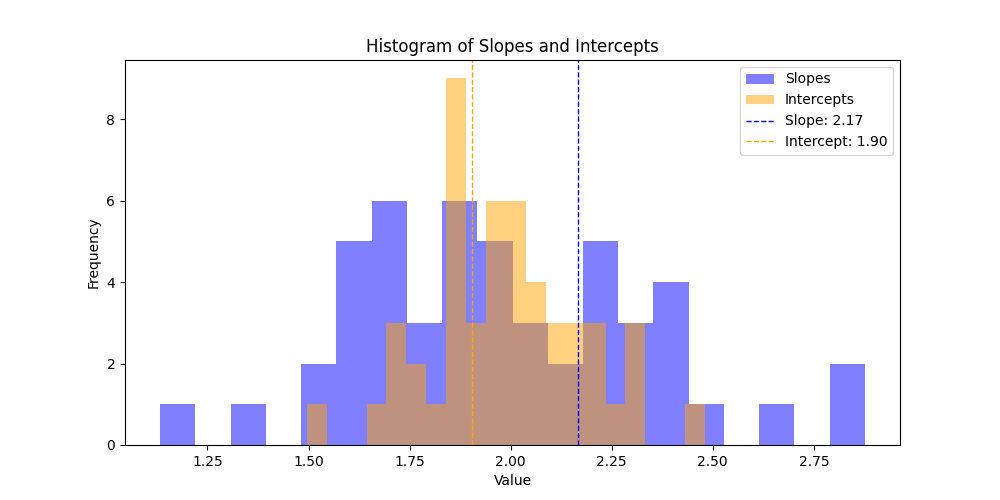 Histogram of Slopes and Intercepts
Slopes
Intercepts
Slope: 2.17
Intercept: 1.90
Frequency
8
6
4
2
0
1.25 1.50 1.75 2.00 2.25 2.50 2.75
Value